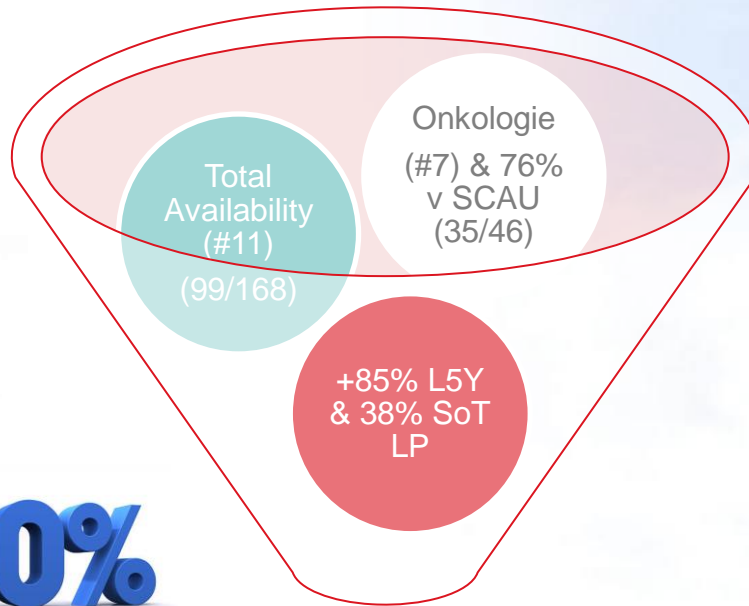 Onkologie
(#7) & 76%
v SCAU
(35/46)
Total
Availability
(#11)
(99/168)
+85% L5Y
& 38% SoT
LP
0%